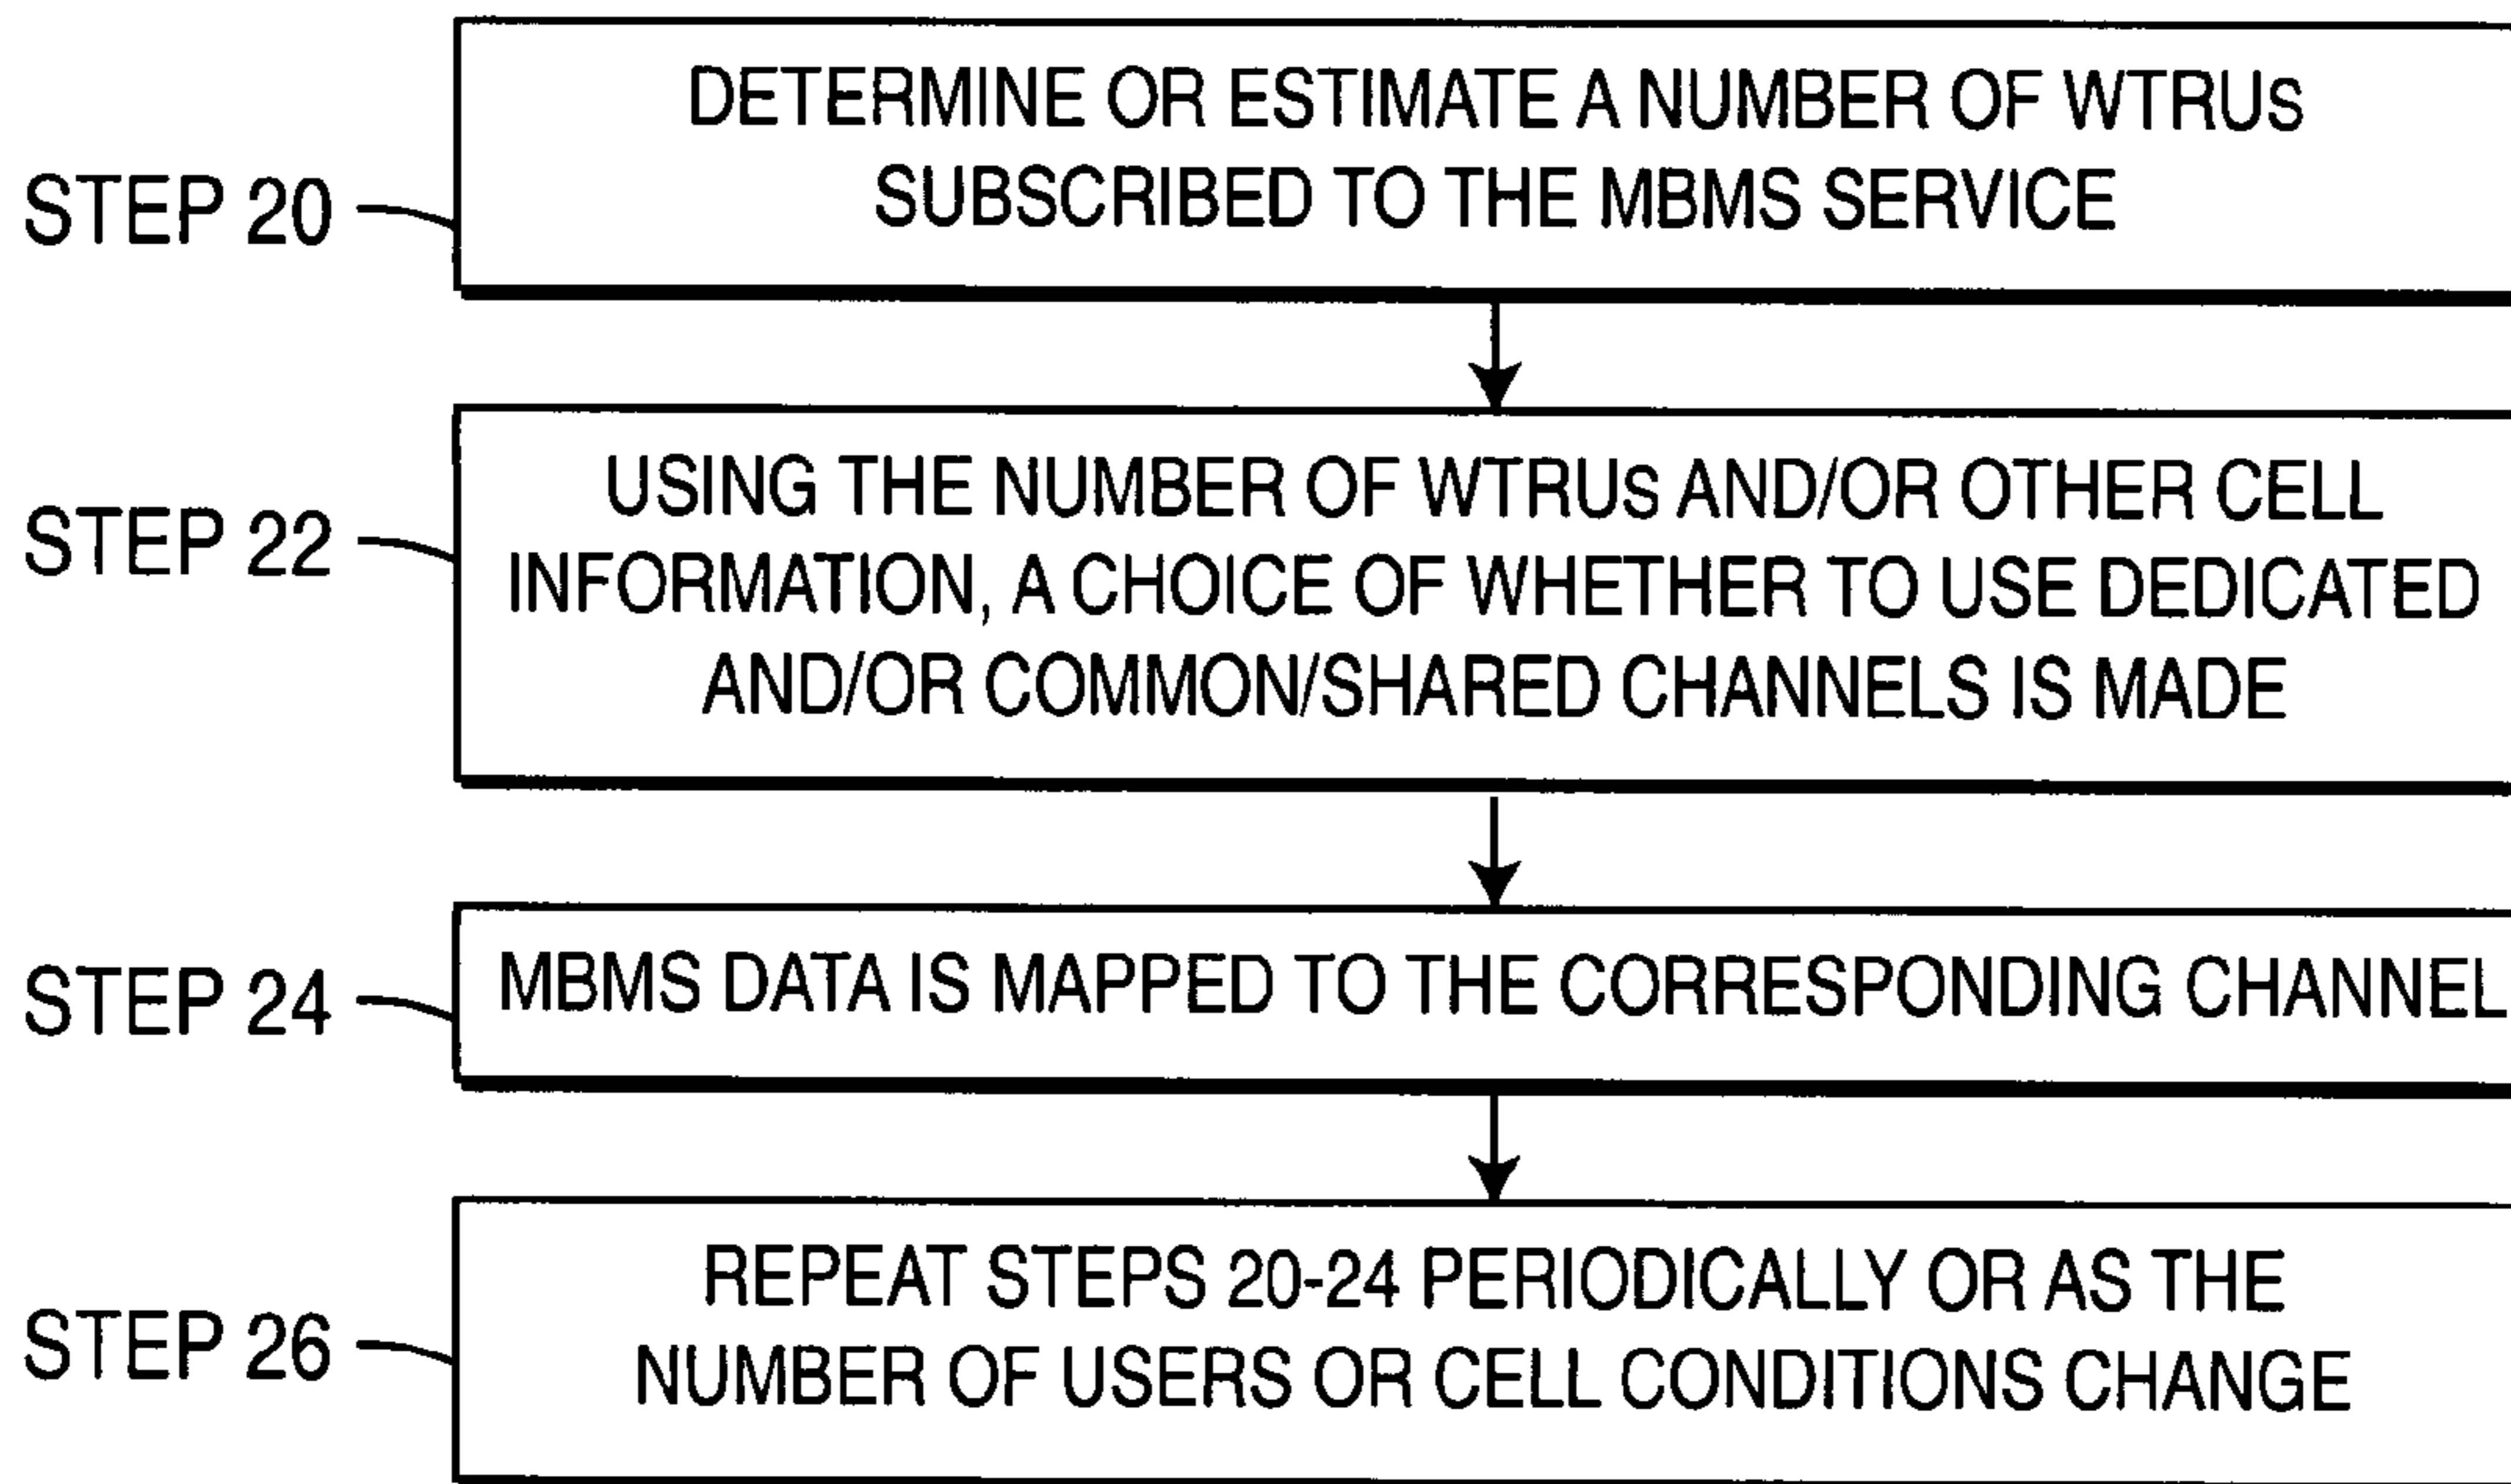 DETERMINE OR ESTIMATE A NUMBER OF WTRUs
SUBSCRIBED TO THE MBMS SERVICE
STEP 20
USING THE NUMBER OF WTRUs AND/OR OTHER CELL
INFORMATION, A CHOICE OF WHETHER TO USE DEDICATED
AND/OR COMMON/SHARED CHANNELS IS MADE
STEP 22
MBMS DATA IS MAPPED TO THE CORRESPONDING CHANNEL
STEP 24
REPEAT STEPS 20-24 PERIODICALLY OR AS THE
NUMBER OF USERS OR CELL CONDITIONS CHANGE
STEP 26